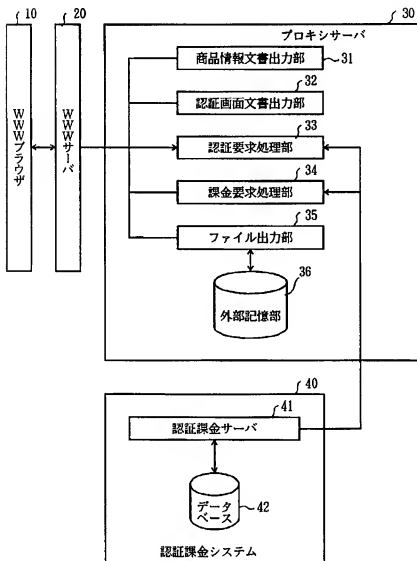 10
20
30
WWWブラウザ
WWWサーバ
プロキシサーバ
商品情報文書出力部
31
32
認証画面文書出力部
33
認証要求処理部
34
課金要求処理部
35
ファイル出力部
36
外部記憶部
40
41
認証課金サーバ
データ
ベース
42
認証課金システム